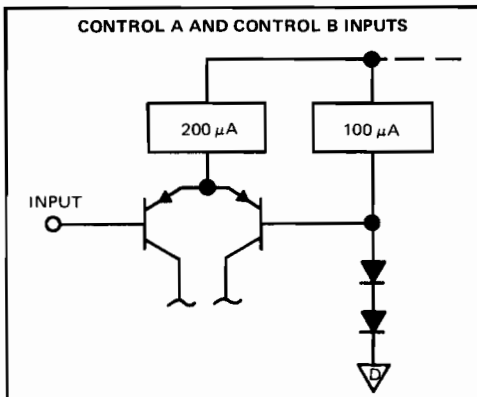 CONTROL A AND CONTROL B INPUTS
200 μA
100 μA
INPUT
D